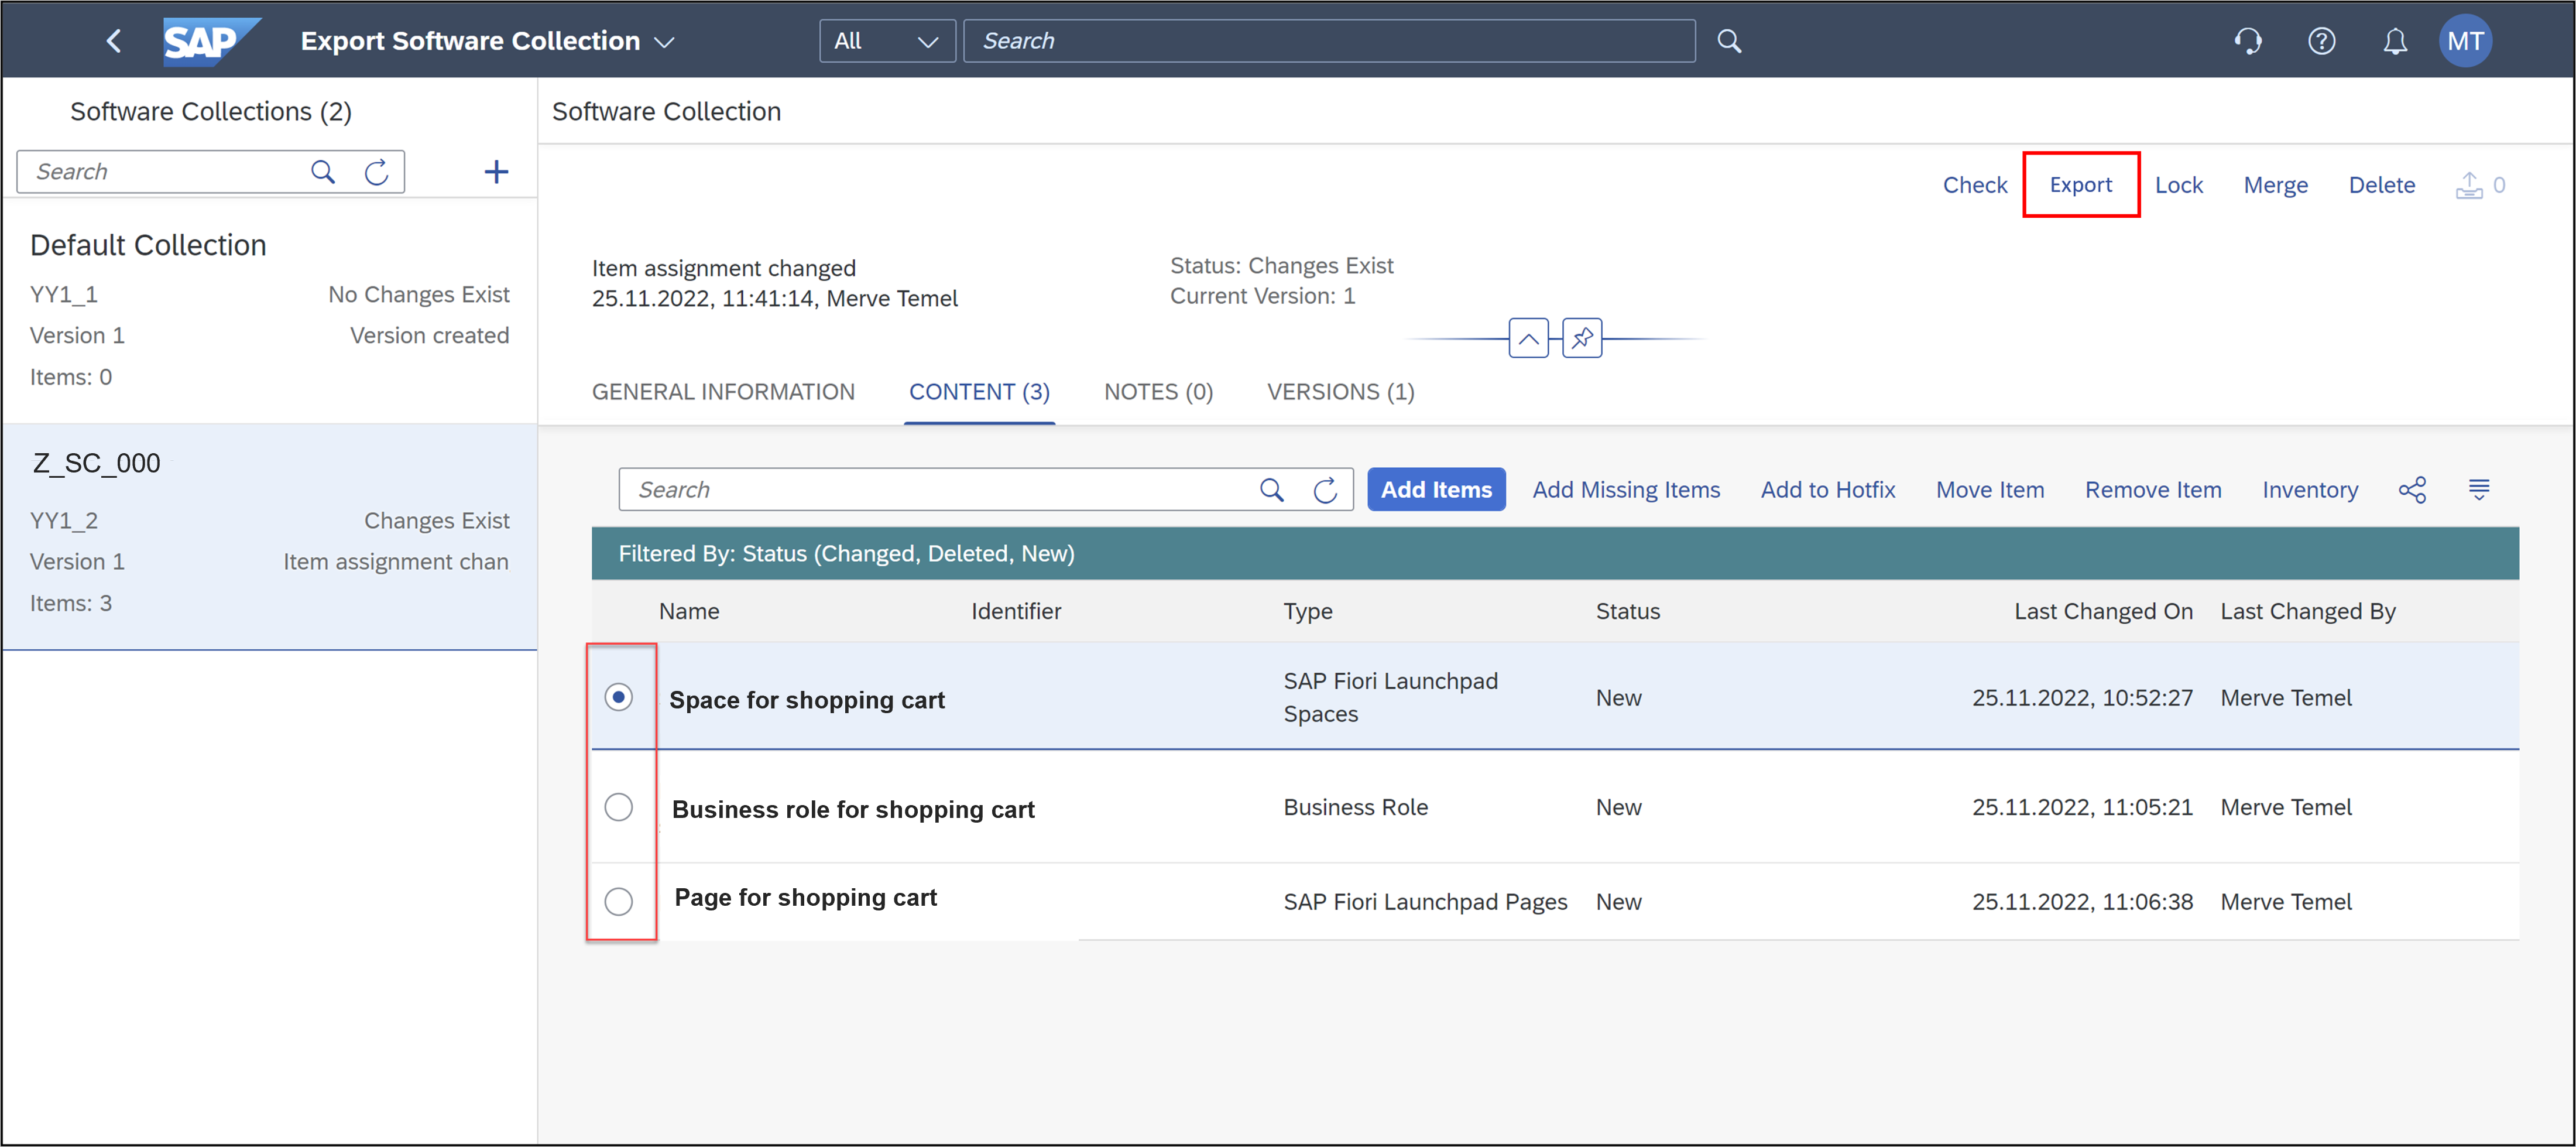 SAP
Export Software Collection
All
Search
MT
Software Collections (2)
Search
Default Collection
YY1_1 No Changes Exist
Version 1 Version created
Items: 0
Z_SC_000
YY1_2 Changes Exist
Version 1 Item assignment chan
Items: 3
Software Collection
Check Export Lock Merge Delete 0
Item assignment changed
25.11.2022, 11:41:14, Merve Temel
Status: Changes Exist
Current Version: 1
GENERAL INFORMATION CONTENT (3) NOTES (0) VERSIONS (1)
Search Add Items Add Missing Items Add to Hotfix Move Item Remove Item Inventory
Filtered By: Status (Changed, Deleted, New)
Name Identifier Type Status Last Changed On Last Changed By
Space for shopping cart SAP Fiori Launchpad Spaces New 25.11.2022, 10:52:27 Merve Temel
Business role for shopping cart Business Role New 25.11.2022, 11:05:21 Merve Temel
Page for shopping cart SAP Fiori Launchpad Pages New 25.11.2022, 11:06:38 Merve Temel